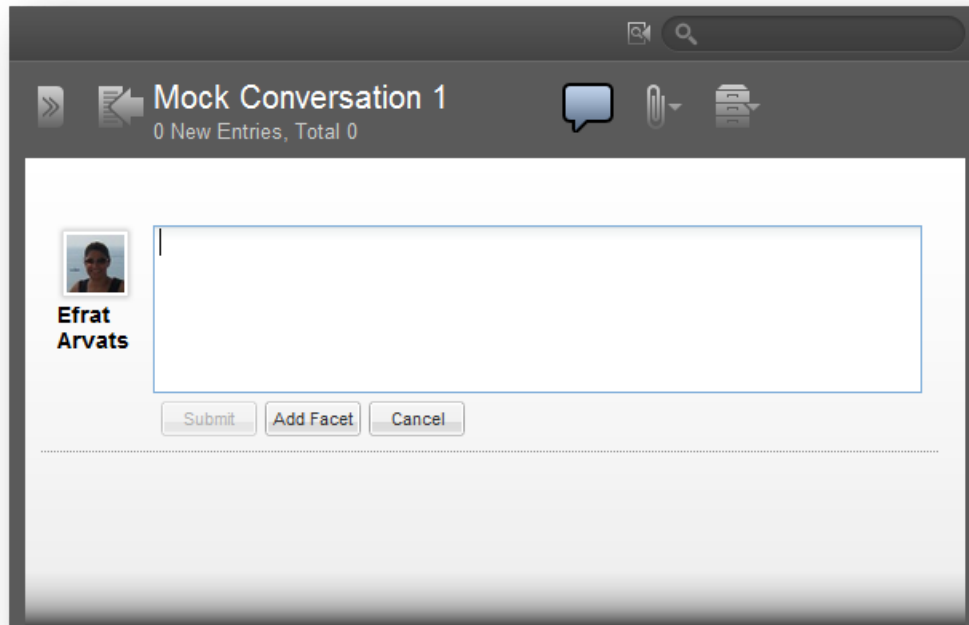 Mock Conversation 1
0 New Entries, Total 0
Efrat
Arvats
Submit Add Facet Cancel